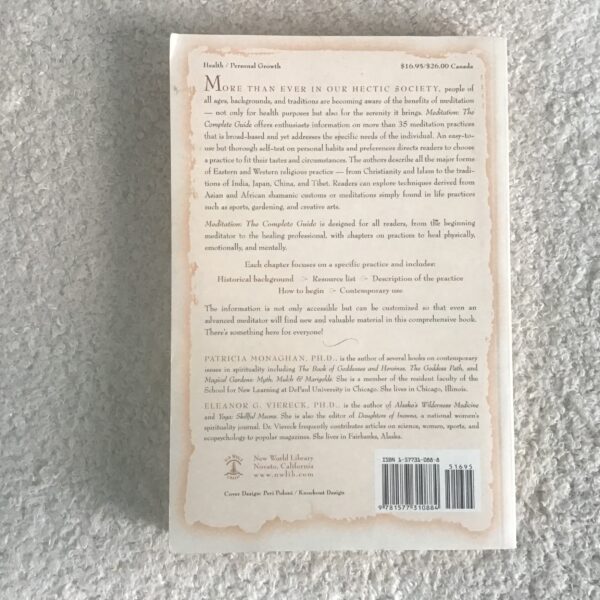 Health / Personal Growth $16.95/$26.00 Canada
MORE THAN EVER IN OUR HECTIC SOCIETY, people of
all ages, backgrounds, and traditions are becoming aware of the benefits of meditation
— not only for health purposes but also for the serenity it brings. Meditation: The
Complete Guide offers enthusiasts information on more than 35 meditation practices
that is broad-based and yet addresses the specific needs of the individual. An easy-to-
use but thorough self-test on personal habits and preferences directs readers to choose
a practice to fit their tastes and circumstances. The authors describe all the major forms
of Eastern and Western religious practice — from Christianity and Islam to the tradi-
tions of India, Japan, China, and Tibet. Readers can explore techniques derived from
Asian and African shamanic customs or meditations simply found in life practices
such as sports, gardening, and creative arts.
Meditation: The Complete Guide is designed for all readers, from the beginning
meditator to the healing professional, with chapters on practices to heal physically,
emotionally, and mentally.
Each chapter focuses on a specific practice and includes:
Historical background Resource list Description of the practice
How to begin Contemporary use
The information is not only accessible but can be customized so that even an
advanced meditator will find new and valuable material in this comprehensive book.
There's something here for everyone!
PATRICIA MONAGHAN, PH.D., is the author of several books on contemporary
issues in spirituality including The Book of Goddesses and Heroines, The Goddess Path, and
Magical Gardens: Myth, Mulch & Marigolds. She is a member of the resident faculty of the
School for New Learning at DePaul University in Chicago. She lives in Chicago, Illinois.
ELEANOR G. VIERECK, PH.D., is the author of Alaska's Wilderness Medicine
and Yoga: Skillful Means. She is also the editor of Daughters of Inanna, a national women's
spirituality journal. Dr. Viereck frequently contributes articles on science, women, sports, and
ecopsychology to popular magazines. She lives in Fairbanks, Alaska.
New World Library
Novato, California
www.nwlib.com
Cover Design: Peri Poloni / Knockout Design
ISBN 1-57731-088-8
51695
9 781577 310884